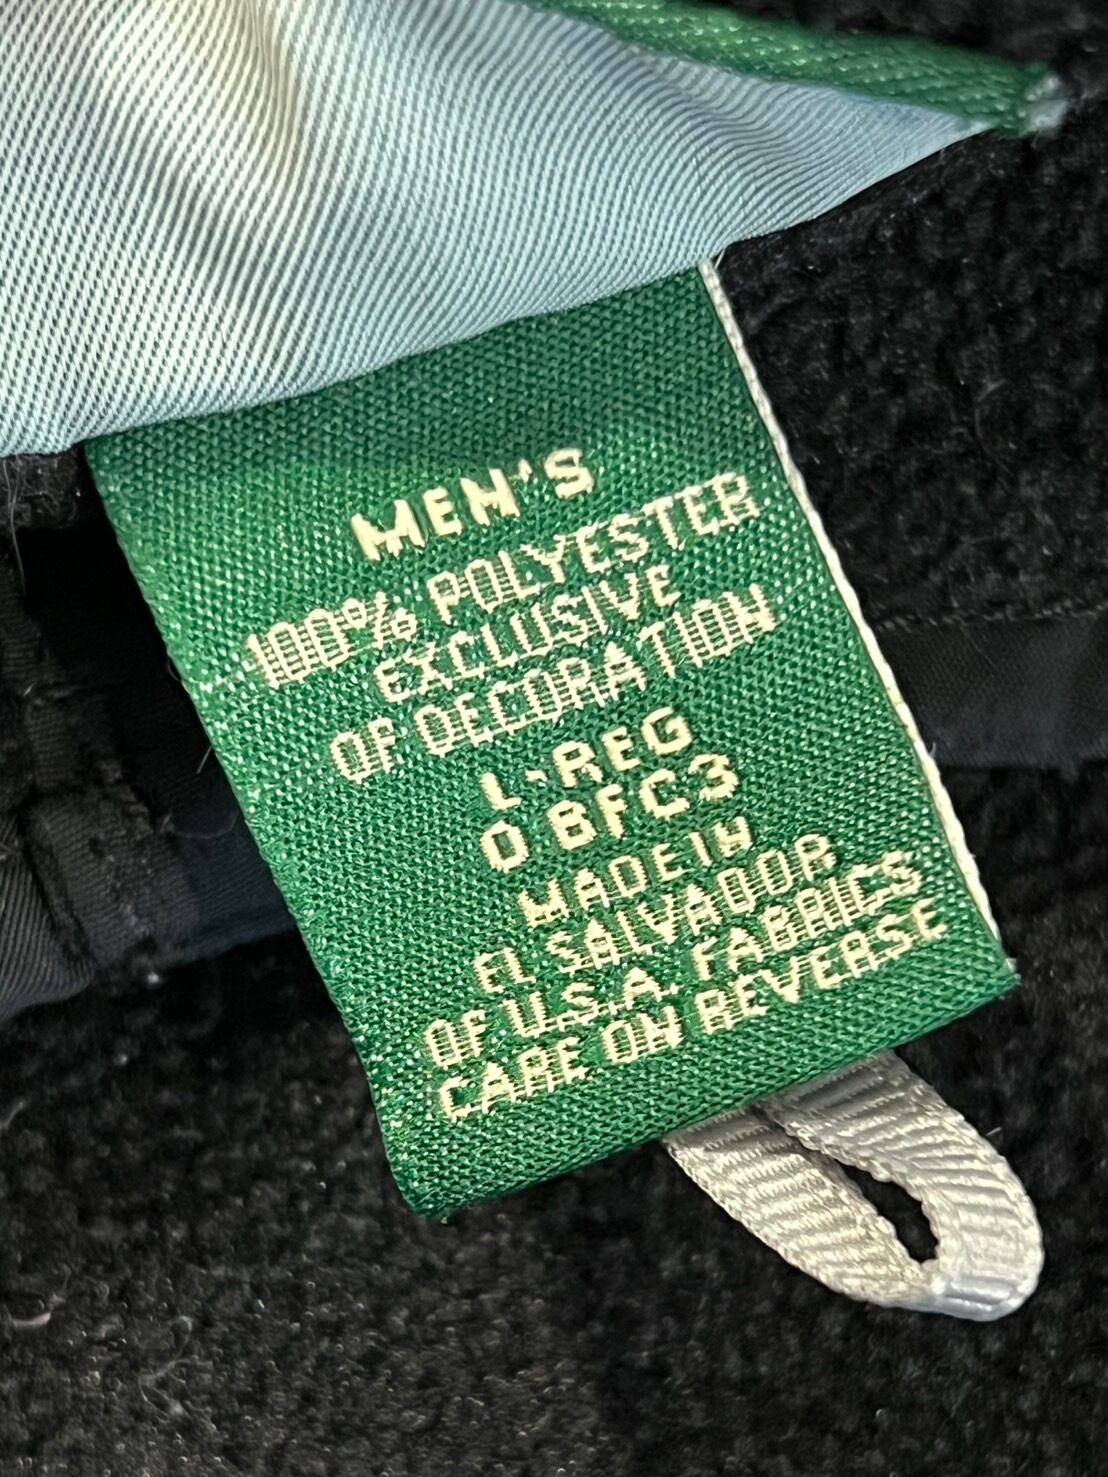 MEN'S
100% POLYESTER
EXCLUSIVE
OF DECORATION
L-REG
0 BFC3
MADE IN
EL SALVADOR
OF U.S.A. FABRICS
CARE ON REVERSE